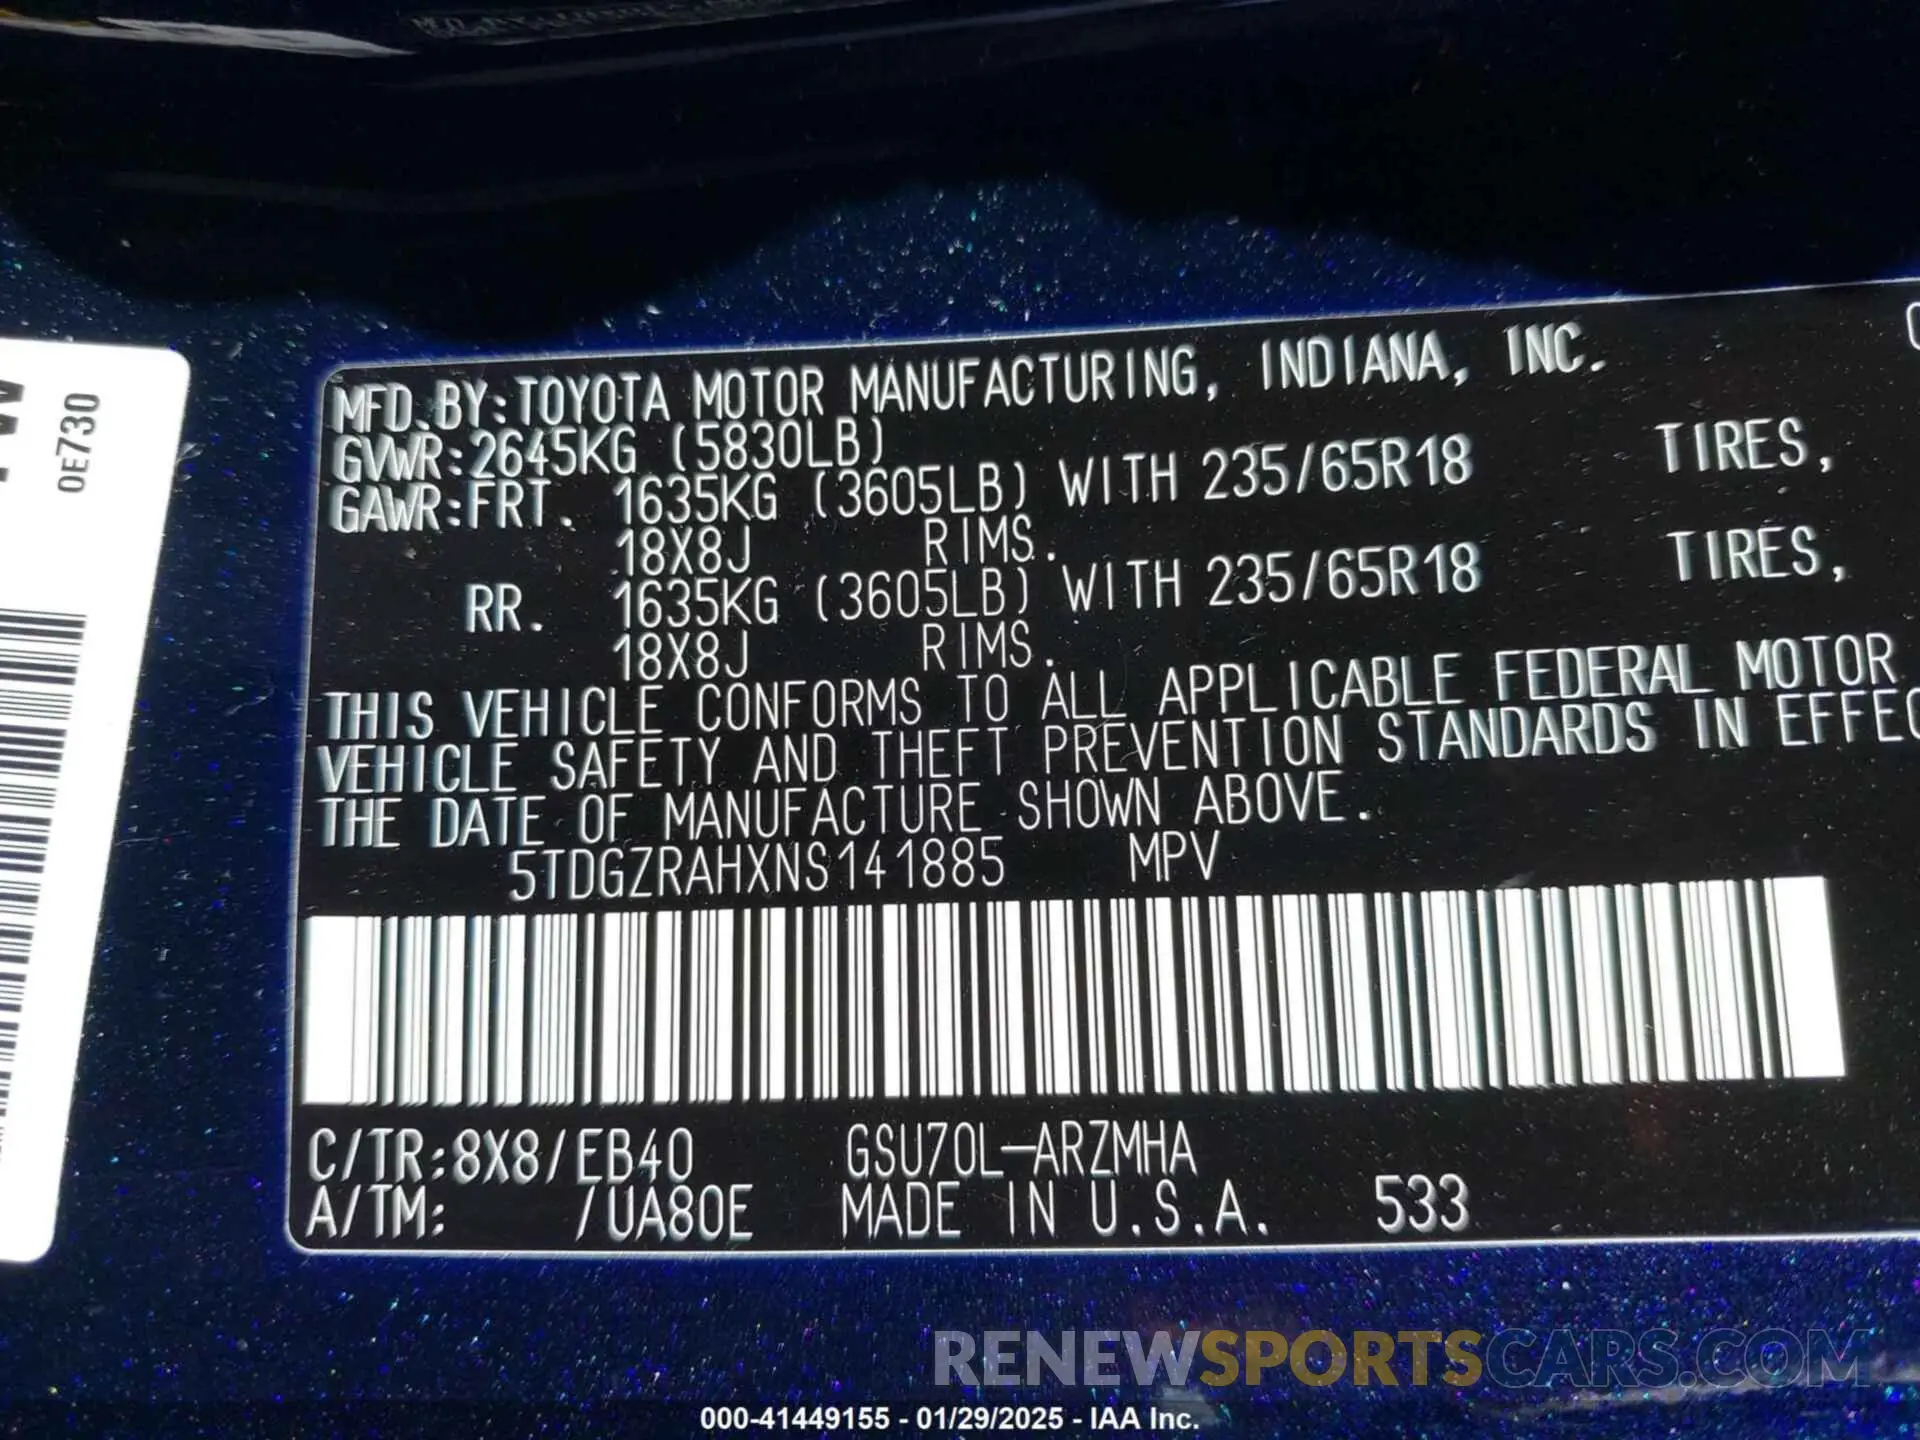 0E730
MFD.BY:TOYOTA MOTOR MANUFACTURING, INDIANA, INC.
GVWR:2645KG (5830LB)
GAWR:FRT. 1635KG (3605LB) WITH 235/65R18 TIRES,
18X8J RIMS.
RR. 1635KG (3605LB) WITH 235/65R18 TIRES,
18X8J RIMS.
THIS VEHICLE CONFORMS TO ALL APPLICABLE FEDERAL MOTOR
VEHICLE SAFETY AND THEFT PREVENTION STANDARDS IN EFFEC
THE DATE OF MANUFACTURE SHOWN ABOVE.
5TDGZRAHXNS141885 MPV
C/TR:8X8/EB40 GSU70L-ARZMHA
A/TM: /UA80E MADE IN U.S.A. 533
RENEWSPORTSCARS.COM
000-41449155 - 01/29/2025 - IAA Inc.